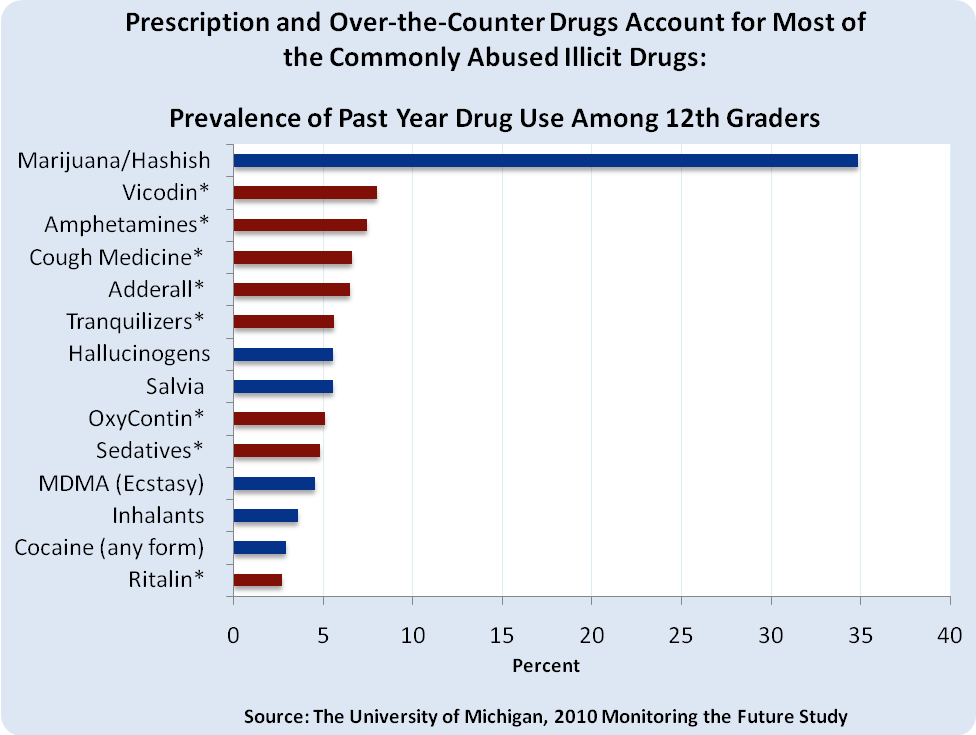 Prescription and Over-the-Counter Drugs Account for Most of
the Commonly Abused Illicit Drugs:
Prevalence of Past Year Drug Use Among 12th Graders
Marijuana/Hashish
Vicodin*
Amphetamines*
Cough Medicine*
Adderall*
Tranquilizers*
Hallucinogens
Salvia
OxyContin*
Sedatives*
MDMA (Ecstasy)
Inhalants
Cocaine (any form)
Ritalin*
0 5 10 15 20 25 30 35 40
Percent
Source: The University of Michigan, 2010 Monitoring the Future Study